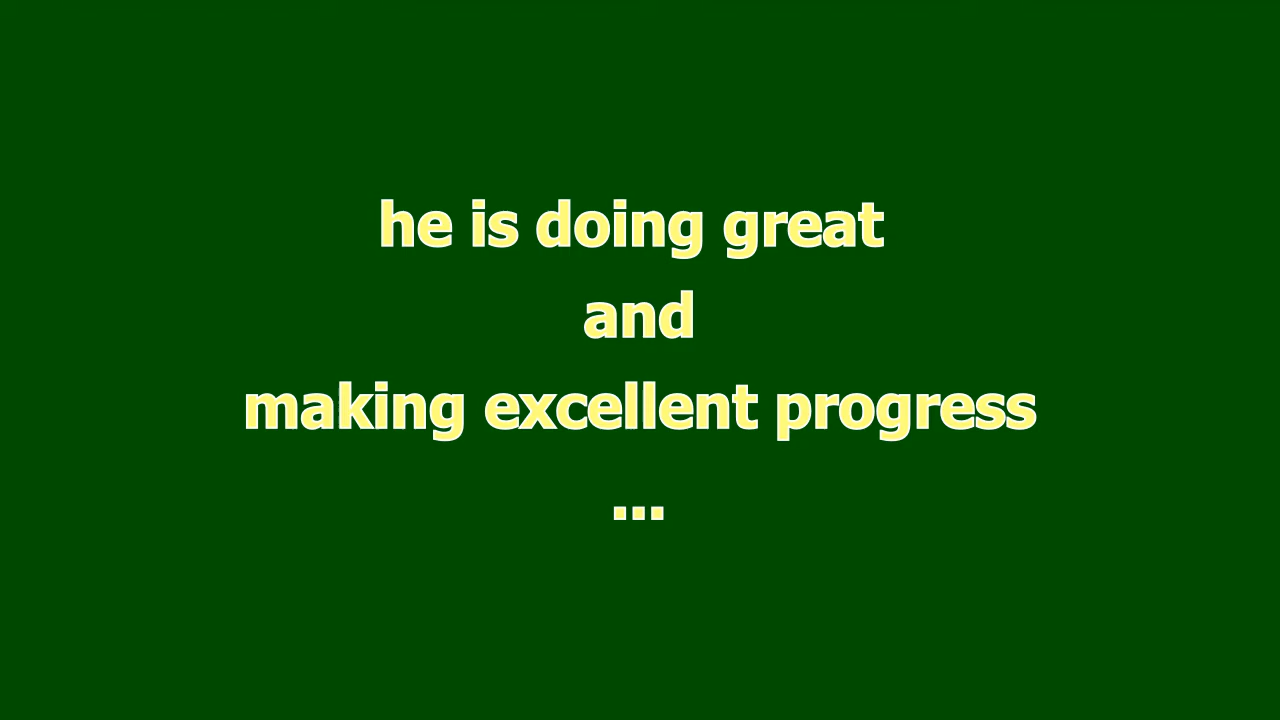 he is doing great
and
making excellent progress
...